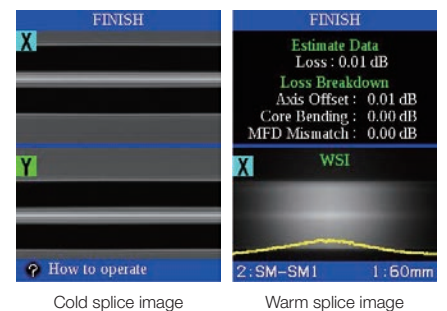 FINISH
X
Y
? How to operate
Cold splice image
FINISH
Estimate Data
Loss : 0.01 dB
Loss Breakdown
Axis Offset : 0.01 dB
Core Bending : 0.00 dB
MFD Mismatch : 0.00 dB
X WSI
2:SM-SM1 1:60mm
Warm splice image